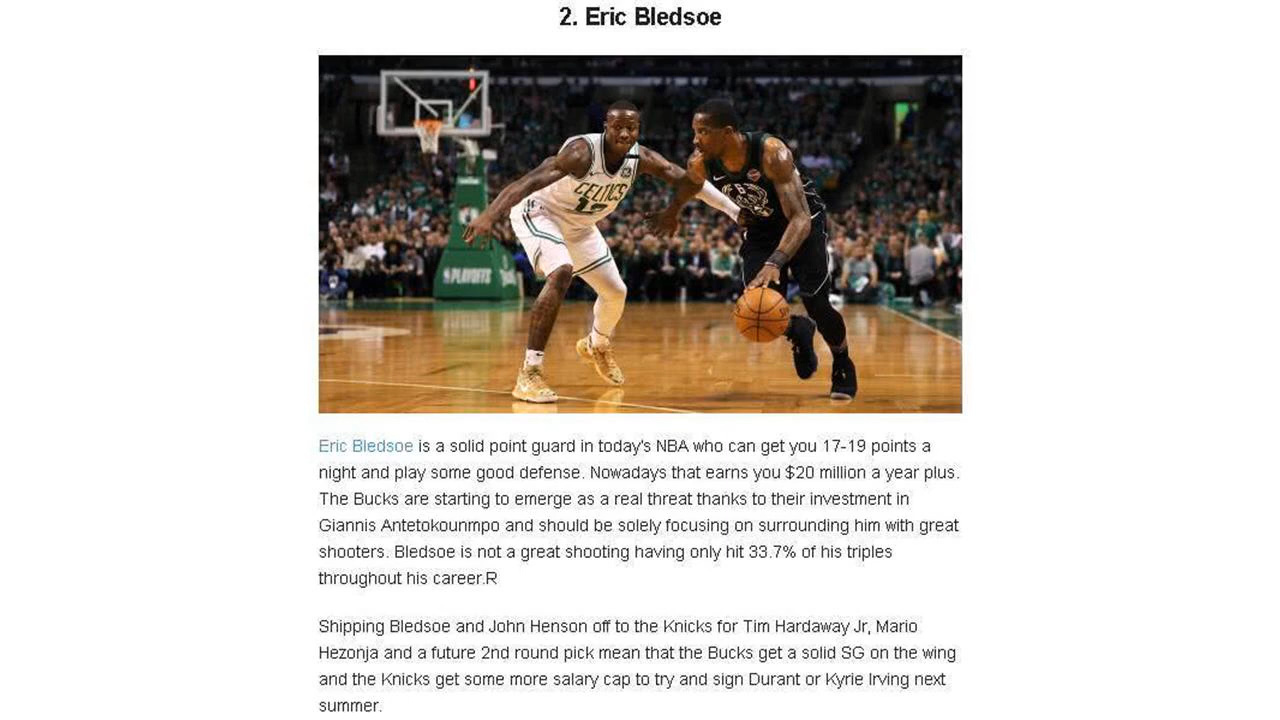 2. Eric Bledsoe
CELTICS
12
PLAYOFFS
Eric Bledsoe is a solid point guard in today's NBA who can get you 17-19 points a
night and play some good defense. Nowadays that earns you $20 million a year plus.
The Bucks are starting to emerge as a real threat thanks to their investment in
Giannis Antetokounmpo and should be solely focusing on surrounding him with great
shooters. Bledsoe is not a great shooting having only hit 33.7% of his triples
throughout his career.R
Shipping Bledsoe and John Henson off to the Knicks for Tim Hardaway Jr, Mario
Hezonja and a future 2nd round pick mean that the Bucks get a solid SG on the wing
and the Knicks get some more salary cap to try and sign Durant or Kyrie Irving next
summer.